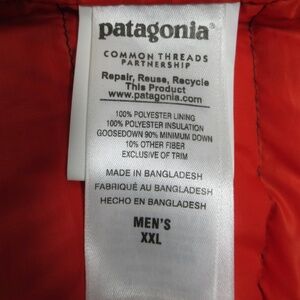 patagonia®
COMMON THREADS
PARTNERSHIP
Repair, Reuse, Recycle
This Product
www.patagonia.com
100% POLYESTER LINING
100% POLYESTER INSULATION
GOOSEDOWN 90% MINIMUM DOWN
10% OTHER FIBER
EXCLUSIVE OF TRIM
MADE IN BANGLADESH
FABRIQUÉ AU BANGLADESH
HECHO EN BANGLADESH
MEN'S
XXL